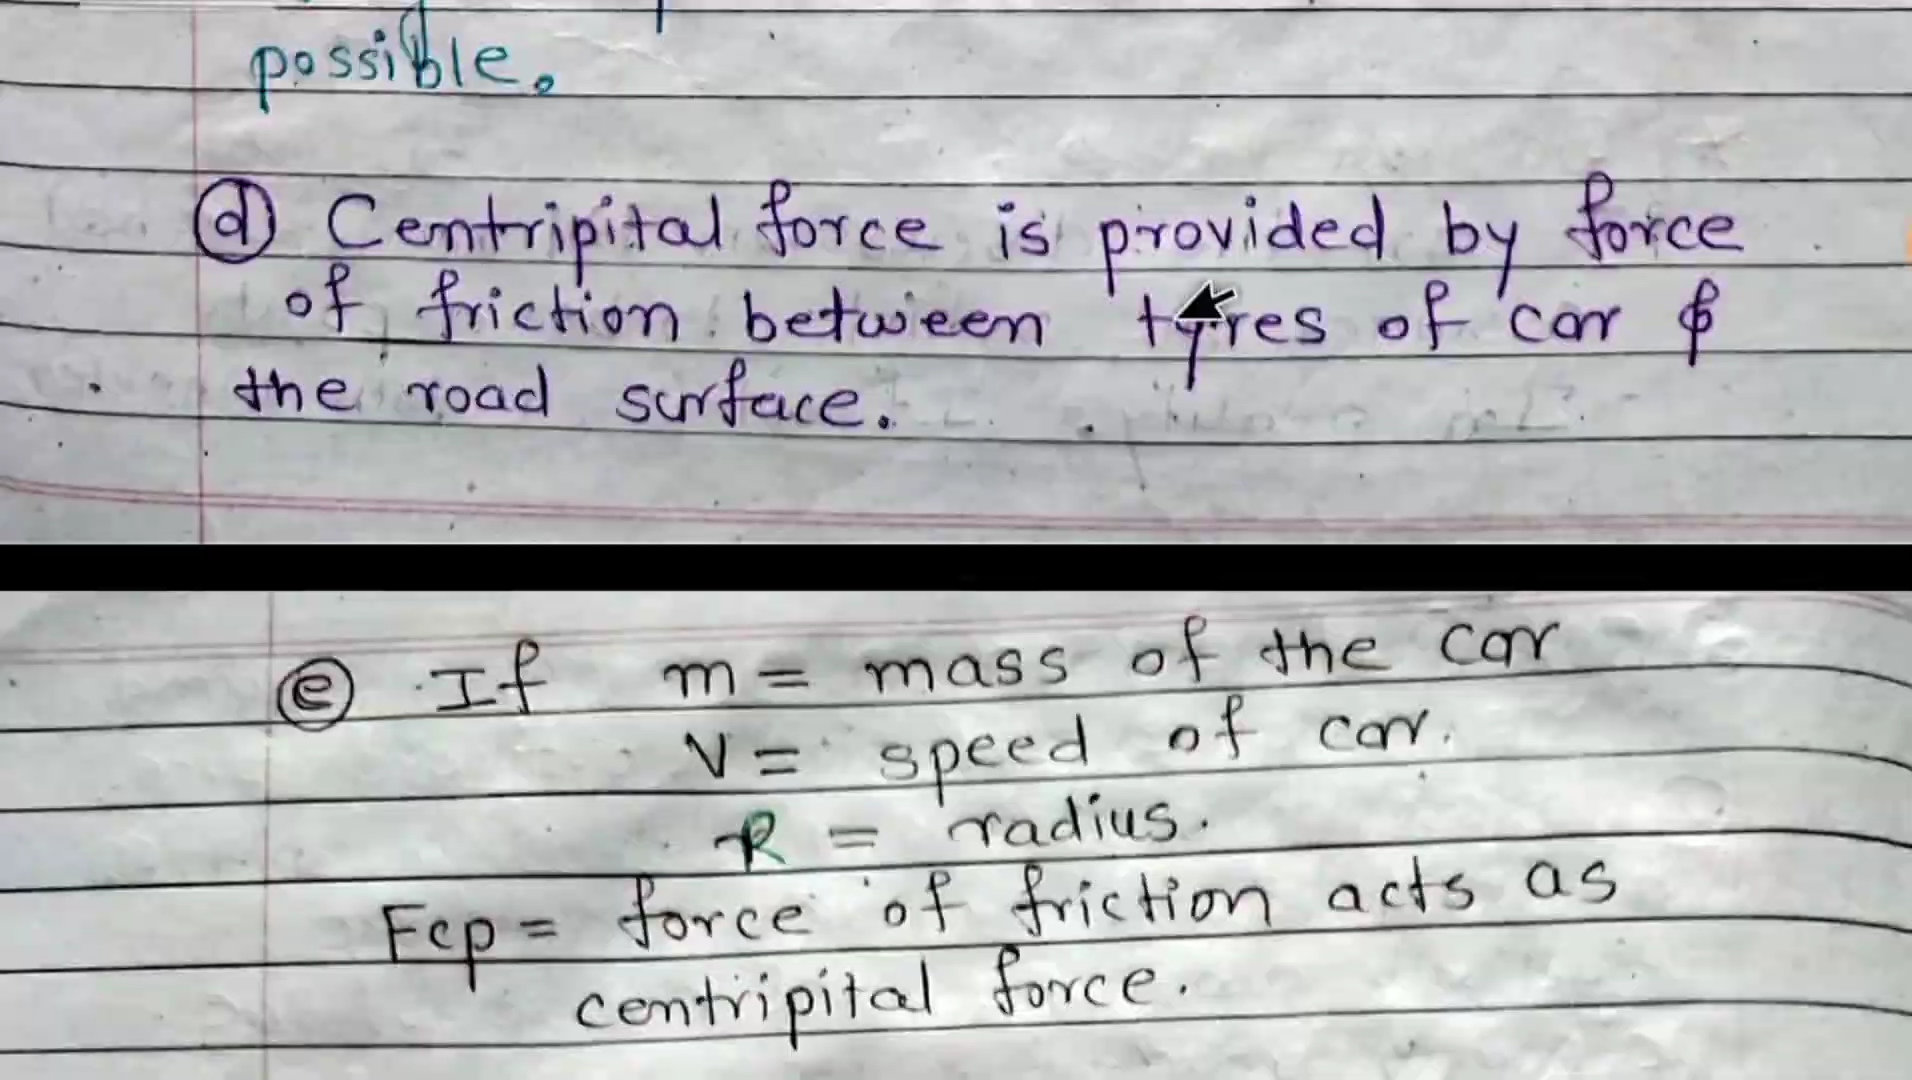 possible.
ⓓ Centripital force is provided by force
of friction between tyres of car &
the road surface.
ⓔ If m = mass of the car
V = speed of car.
R = radius.
Fcp = force of friction acts as
centripital force.